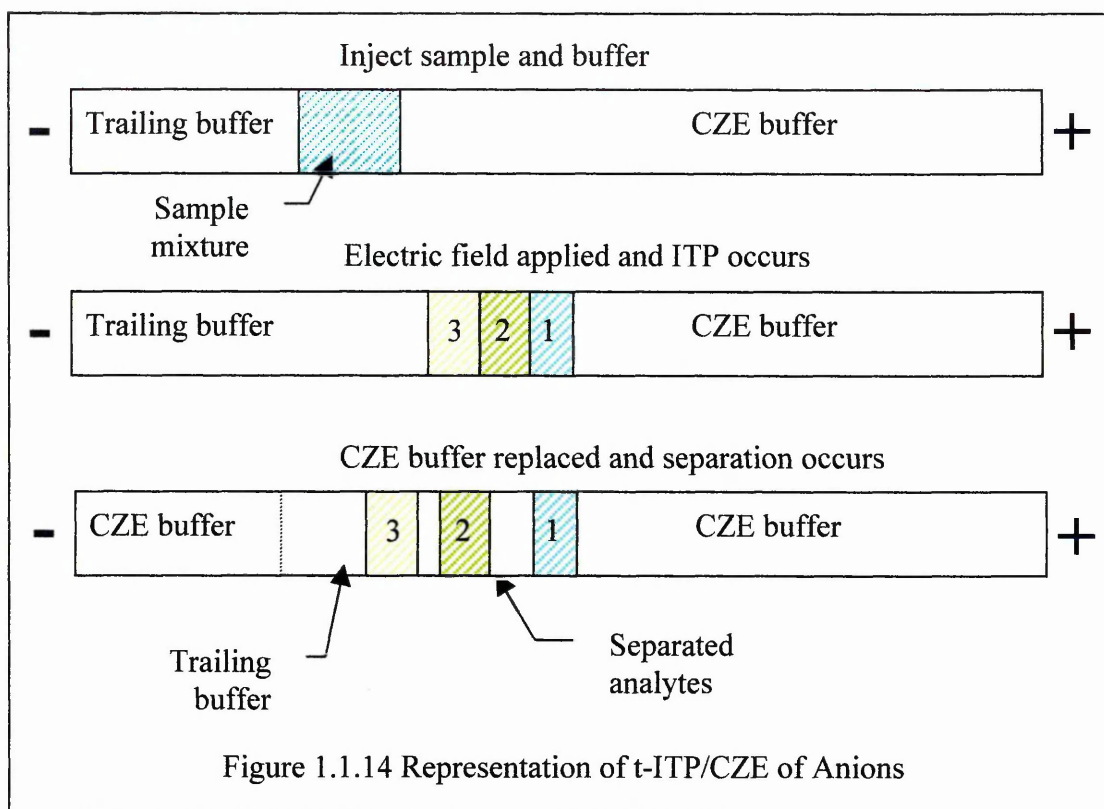 Inject sample and buffer
- Trailing buffer CZE buffer +
Sample
mixture
Electric field applied and ITP occurs
- Trailing buffer 3 2 1 CZE buffer +
CZE buffer replaced and separation occurs
- CZE buffer 3 2 1 CZE buffer +
Trailing
buffer
Separated
analytes
Figure 1.1.14 Representation of t-ITP/CZE of Anions